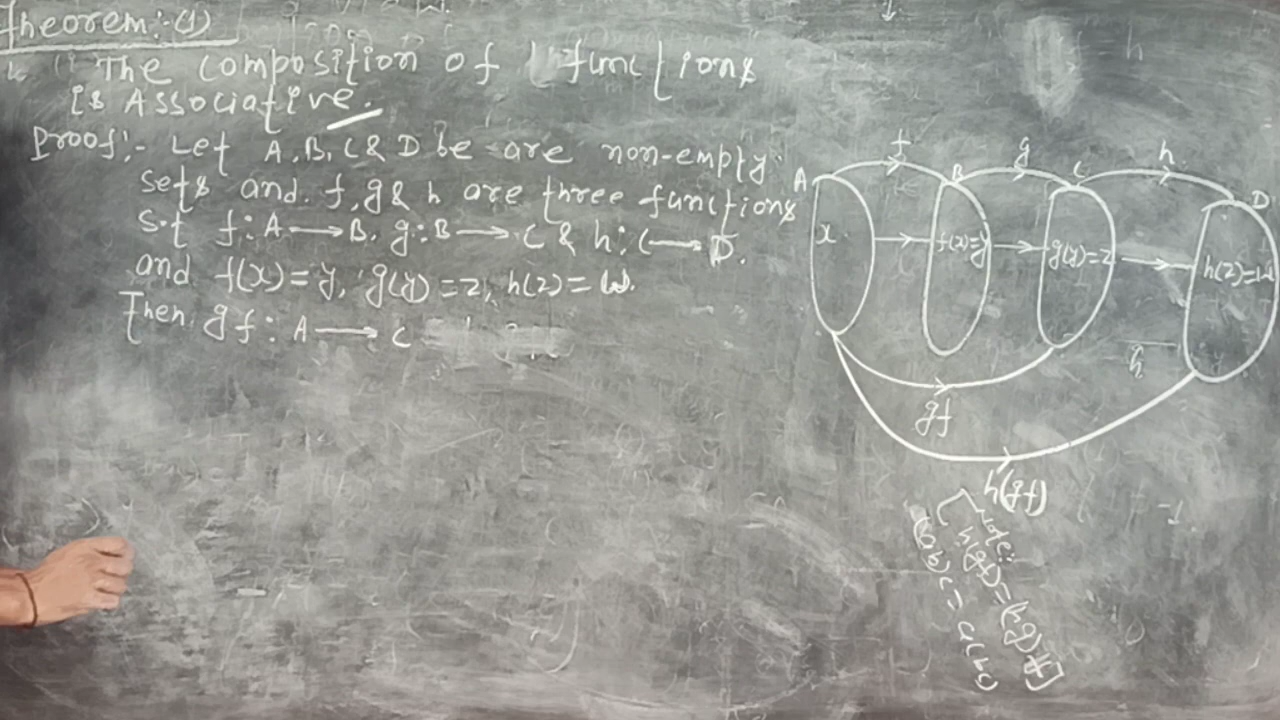 Theorem:-(1)
The composition of functions
is Associative.
Proof:- Let A, B, C & D be are non-empty
sets and f, g & h are three functions
s.t f: A → B, g: B → C & h: C → D.
and f(x) = y, g(y) = z, h(z) = w.
Then gf: A → C
f g h
A B C D
x f(x)=y g(y)=z h(z)=w
h
gf
h(gf)
Note:
h(gf) = (hg)f]
(ab)c = a(bc)